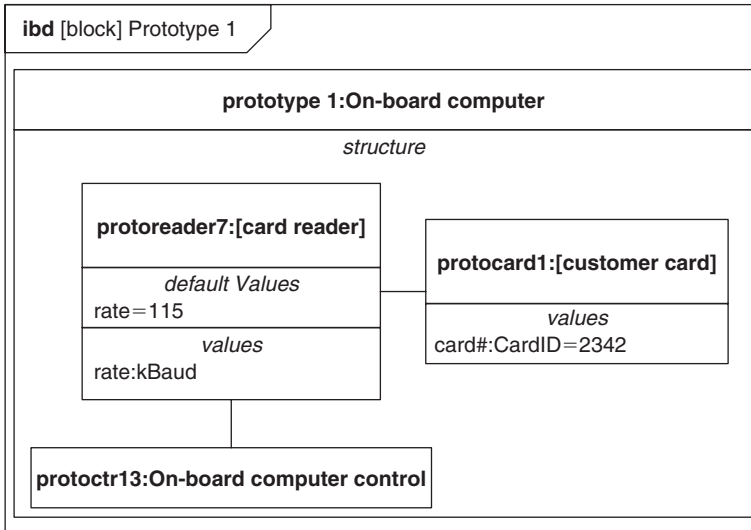 ibd [block] Prototype 1
prototype 1:On-board computer
structure
protoreader7:[card reader]
default Values
rate=115
values
rate:kBaud
protocard1:[customer card]
values
card#:CardID=2342
protoctr13:On-board computer control